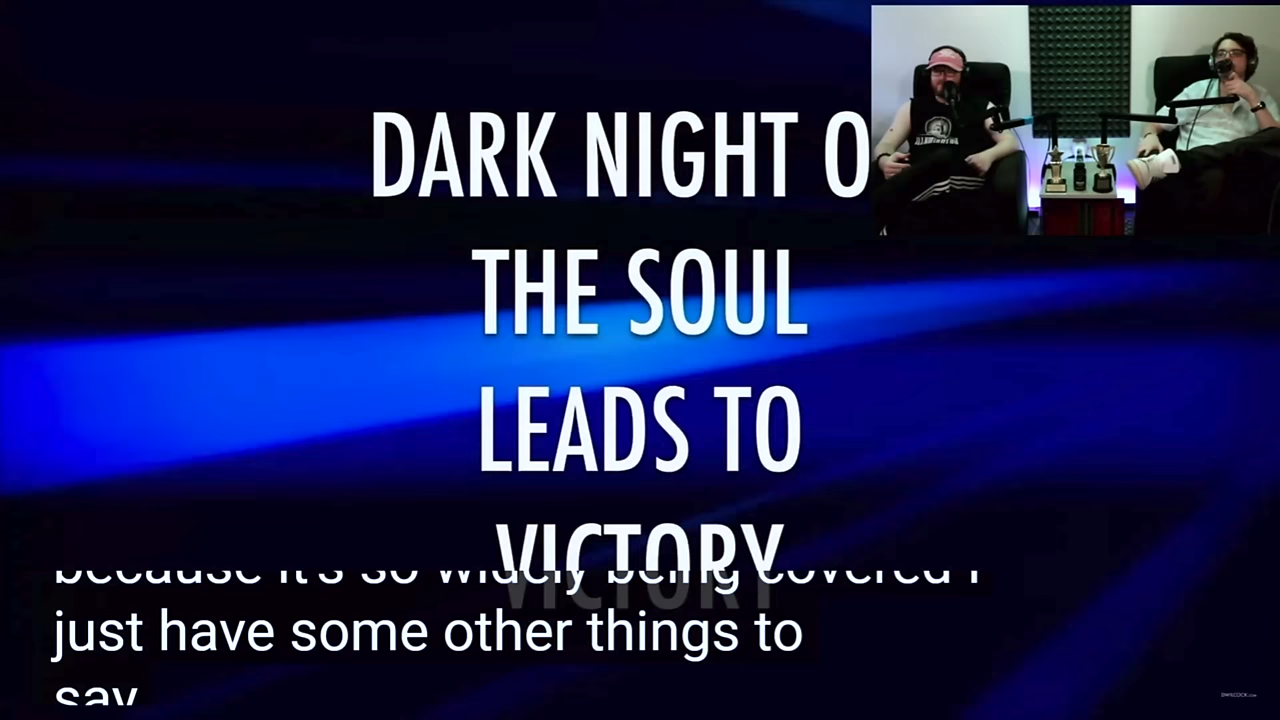 DARK NIGHT O
THE SOUL
LEADS TO
VICTORY
because it's so widely being covered I
just have some other things to
say